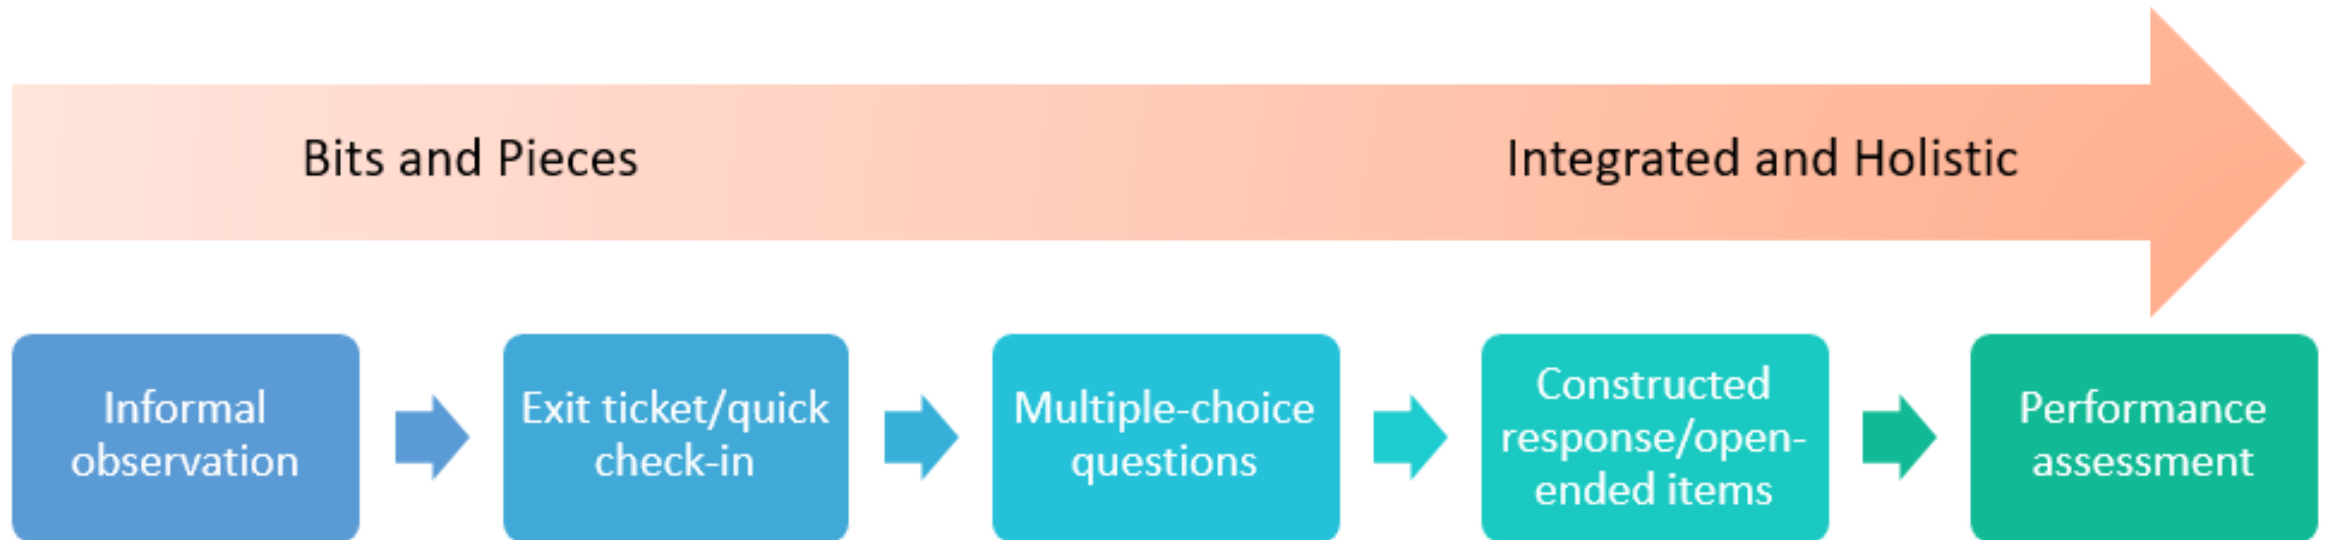 Bits and Pieces
Integrated and Holistic
Informal
observation
Exit ticket/quick
check-in
Multiple-choice
questions
Constructed
response/open-
ended items
Performance
assessment